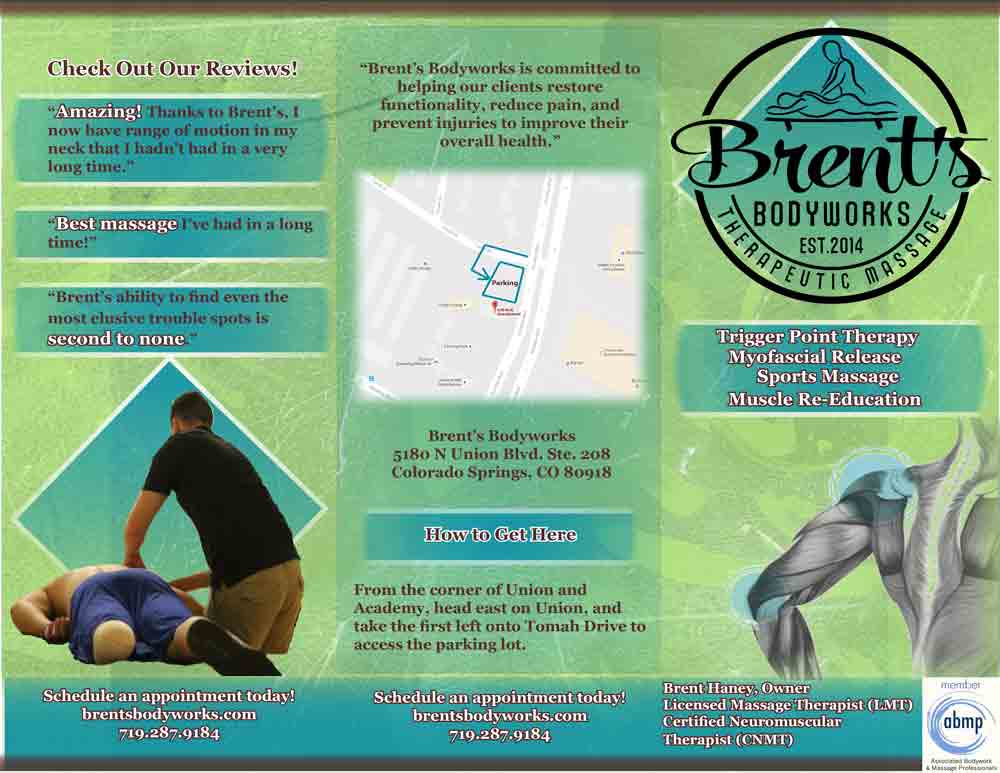 Check Out Our Reviews!
“Amazing! Thanks to Brent’s, I
now have range of motion in my
neck that I hadn’t had in a very
long time.”
“Best massage I’ve had in a long
time!”
“Brent’s ability to find even the
most elusive trouble spots is
second to none.”
Schedule an appointment today!
brentsbodyworks.com
719.287.9184
“Brent’s Bodyworks is committed to
helping our clients restore
functionality, reduce pain, and
prevent injuries to improve their
overall health.”
Parking
Brent’s Bodyworks
5180 N Union Blvd. Ste. 208
Colorado Springs, CO 80918
How to Get Here
From the corner of Union and
Academy, head east on Union, and
take the first left onto Tomah Drive to
access the parking lot.
Schedule an appointment today!
brentsbodyworks.com
719.287.9184
Brent's
BODYWORKS
EST.2014
THERAPEUTIC MASSAGE
Trigger Point Therapy
Myofascial Release
Sports Massage
Muscle Re-Education
Brent Haney, Owner
Licensed Massage Therapist (LMT)
Certified Neuromuscular
Therapist (CNMT)
member
abmp
Associated Bodywork
& Massage Professionals